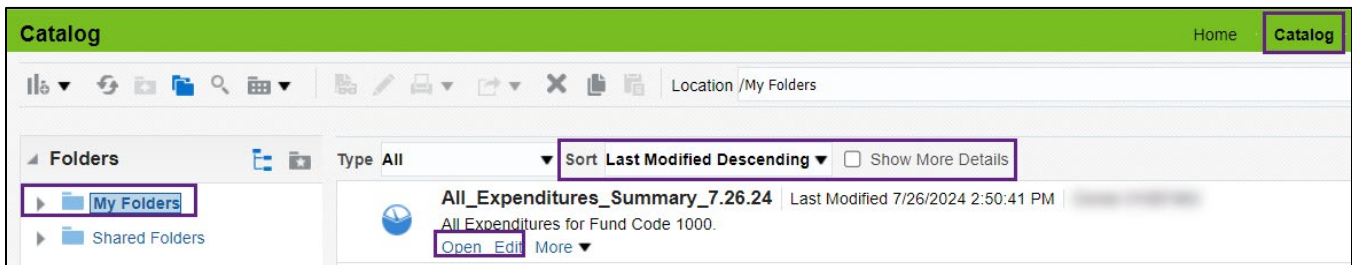 Catalog Home Catalog
Location /My Folders
Folders Type All Sort Last Modified Descending Show More Details
My Folders All_Expenditures_Summary_7.26.24 Last Modified 7/26/2024 2:50:41 PM
All Expenditures for Fund Code 1000.
Shared Folders Open Edit More